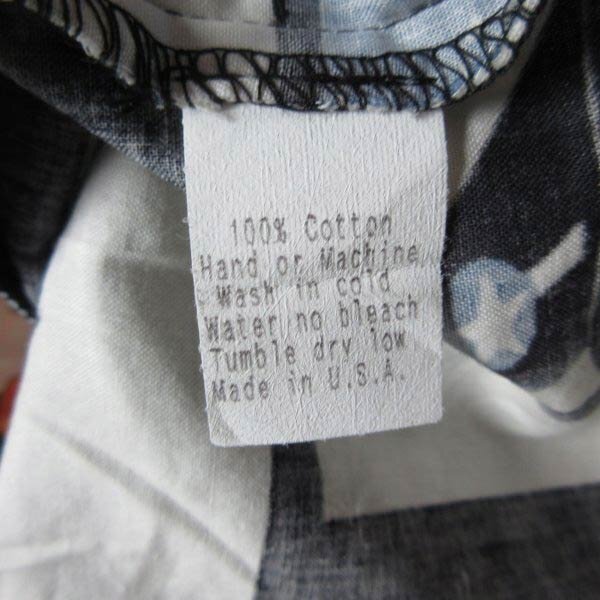 100% Cotton
Hand or Machine
Wash in cold
Water no bleach
Tumble dry low
Made in U.S.A.